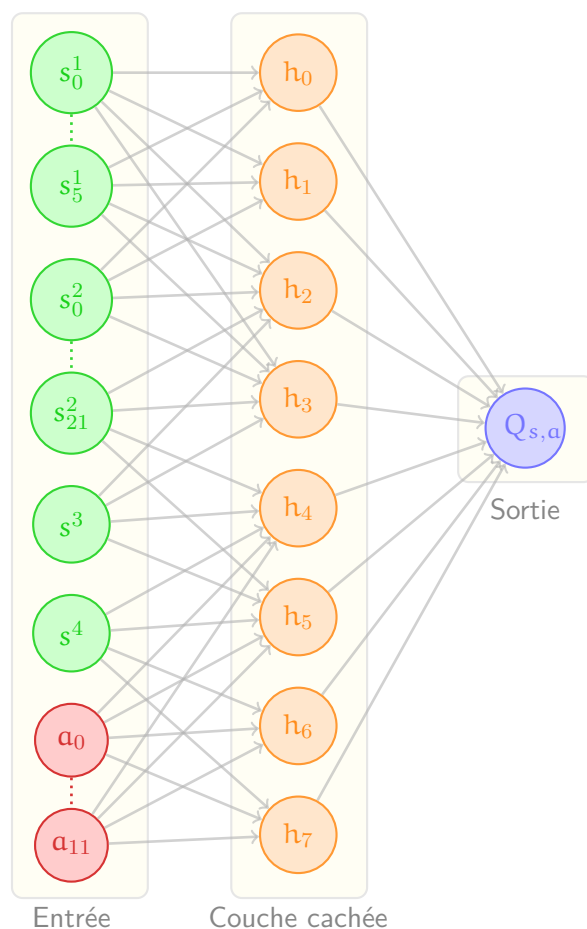 s₀¹
s₅¹
s₀²
s₂₁²
s³
s⁴
a₀
a₁₁
Entrée
h₀
h₁
h₂
h₃
h₄
h₅
h₆
h₇
Couche cachée
Qₛ,ₐ
Sortie